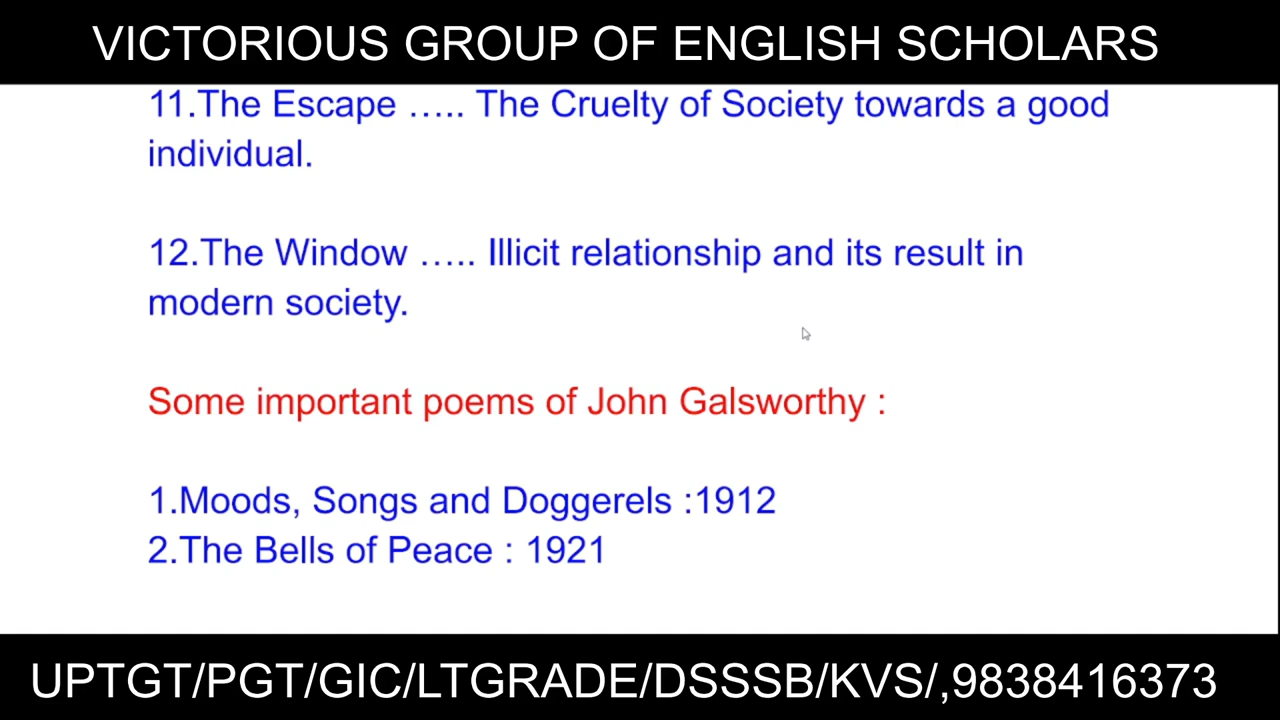 VICTORIOUS GROUP OF ENGLISH SCHOLARS
11.The Escape ..... The Cruelty of Society towards a good
individual.
12.The Window ..... Illicit relationship and its result in
modern society.
Some important poems of John Galsworthy :
1.Moods, Songs and Doggerels :1912
2.The Bells of Peace : 1921
UPTGT/PGT/GIC/LTGRADE/DSSSB/KVS/,9838416373